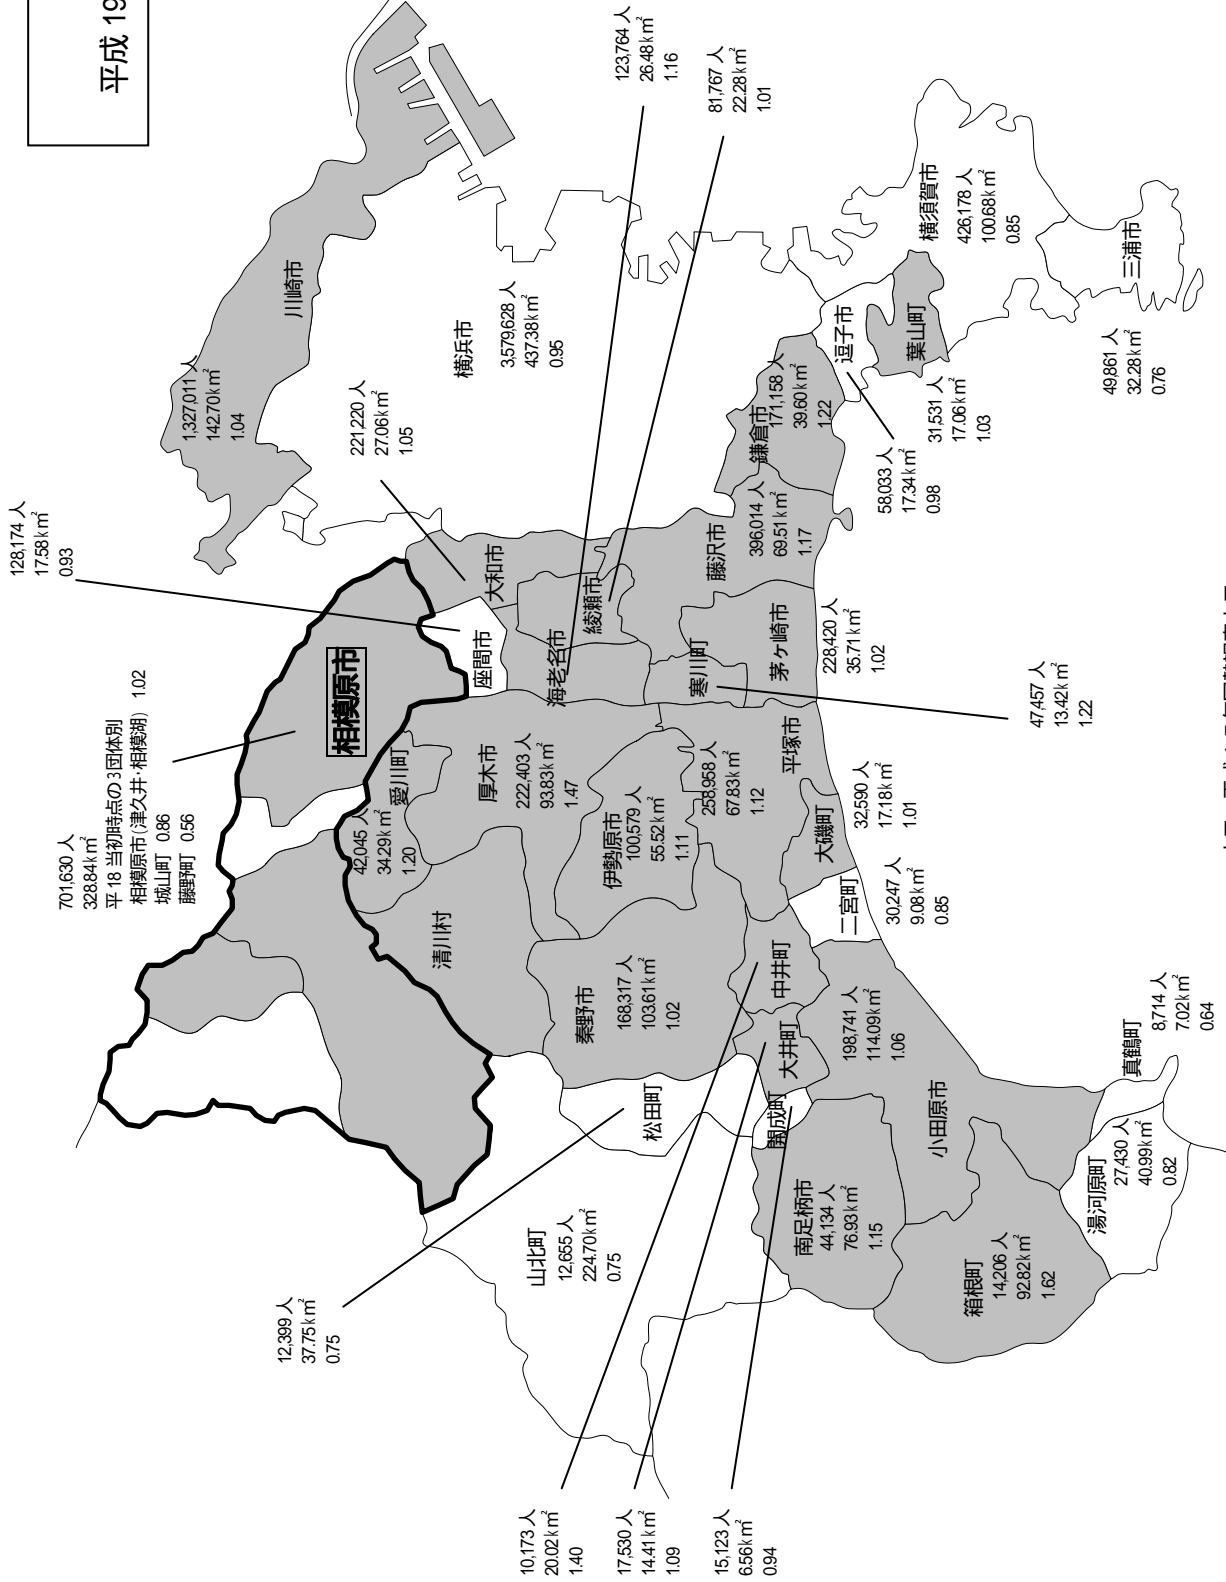 平成 19
128,174 人
17.58k㎡
0.93
701,630 人
328.84k㎡
平 18 当初時点の 3 団体別
相模原市 (津久井・相模湖) 1.02
城山町 0.86
藤野町 0.56
相模原市
1,327,011 人
142.70k㎡
1.04
川崎市
横浜市
3,579,628 人
437.38k㎡
0.95
221,220 人
27.06k㎡
1.05
大和市
座間市
123,764 人
26.48k㎡
1.16
海老名市
81,767 人
22.28k㎡
1.01
綾瀬市
愛川町
42,045 人
34.29k㎡
1.20
厚木市
222,403 人
93.83k㎡
1.47
清川村
伊勢原市
100,579 人
55.52k㎡
1.11
秦野市
168,317 人
103.61k㎡
1.02
258,958 人
67.83k㎡
1.12
平塚市
寒川町
47,457 人
13.42k㎡
1.22
茅ヶ崎市
228,420 人
35.71k㎡
1.02
藤沢市
396,014 人
69.51k㎡
1.17
鎌倉市
171,158 人
39.60k㎡
1.22
逗子市
58,033 人
17.34k㎡
0.98
葉山町
31,531 人
17.06k㎡
1.03
横須賀市
426,178 人
100.68k㎡
0.85
三浦市
49,861 人
32.28k㎡
0.76
大磯町
32,590 人
17.18k㎡
1.01
二宮町
30,247 人
9.08k㎡
0.85
中井町
10,173 人
20.02k㎡
1.40
大井町
17,530 人
14.41k㎡
1.09
松田町
12,399 人
37.75k㎡
0.75
山北町
12,655 人
224.70k㎡
0.75
開成町
15,123 人
6.56k㎡
0.94
南足柄市
44,134 人
76.93k㎡
1.15
小田原市
198,741 人
114.09k㎡
1.06
箱根町
14,206 人
92.82k㎡
1.62
真鶴町
8,714 人
7.02k㎡
0.64
湯河原町
27,430 人
40.99k㎡
0.82